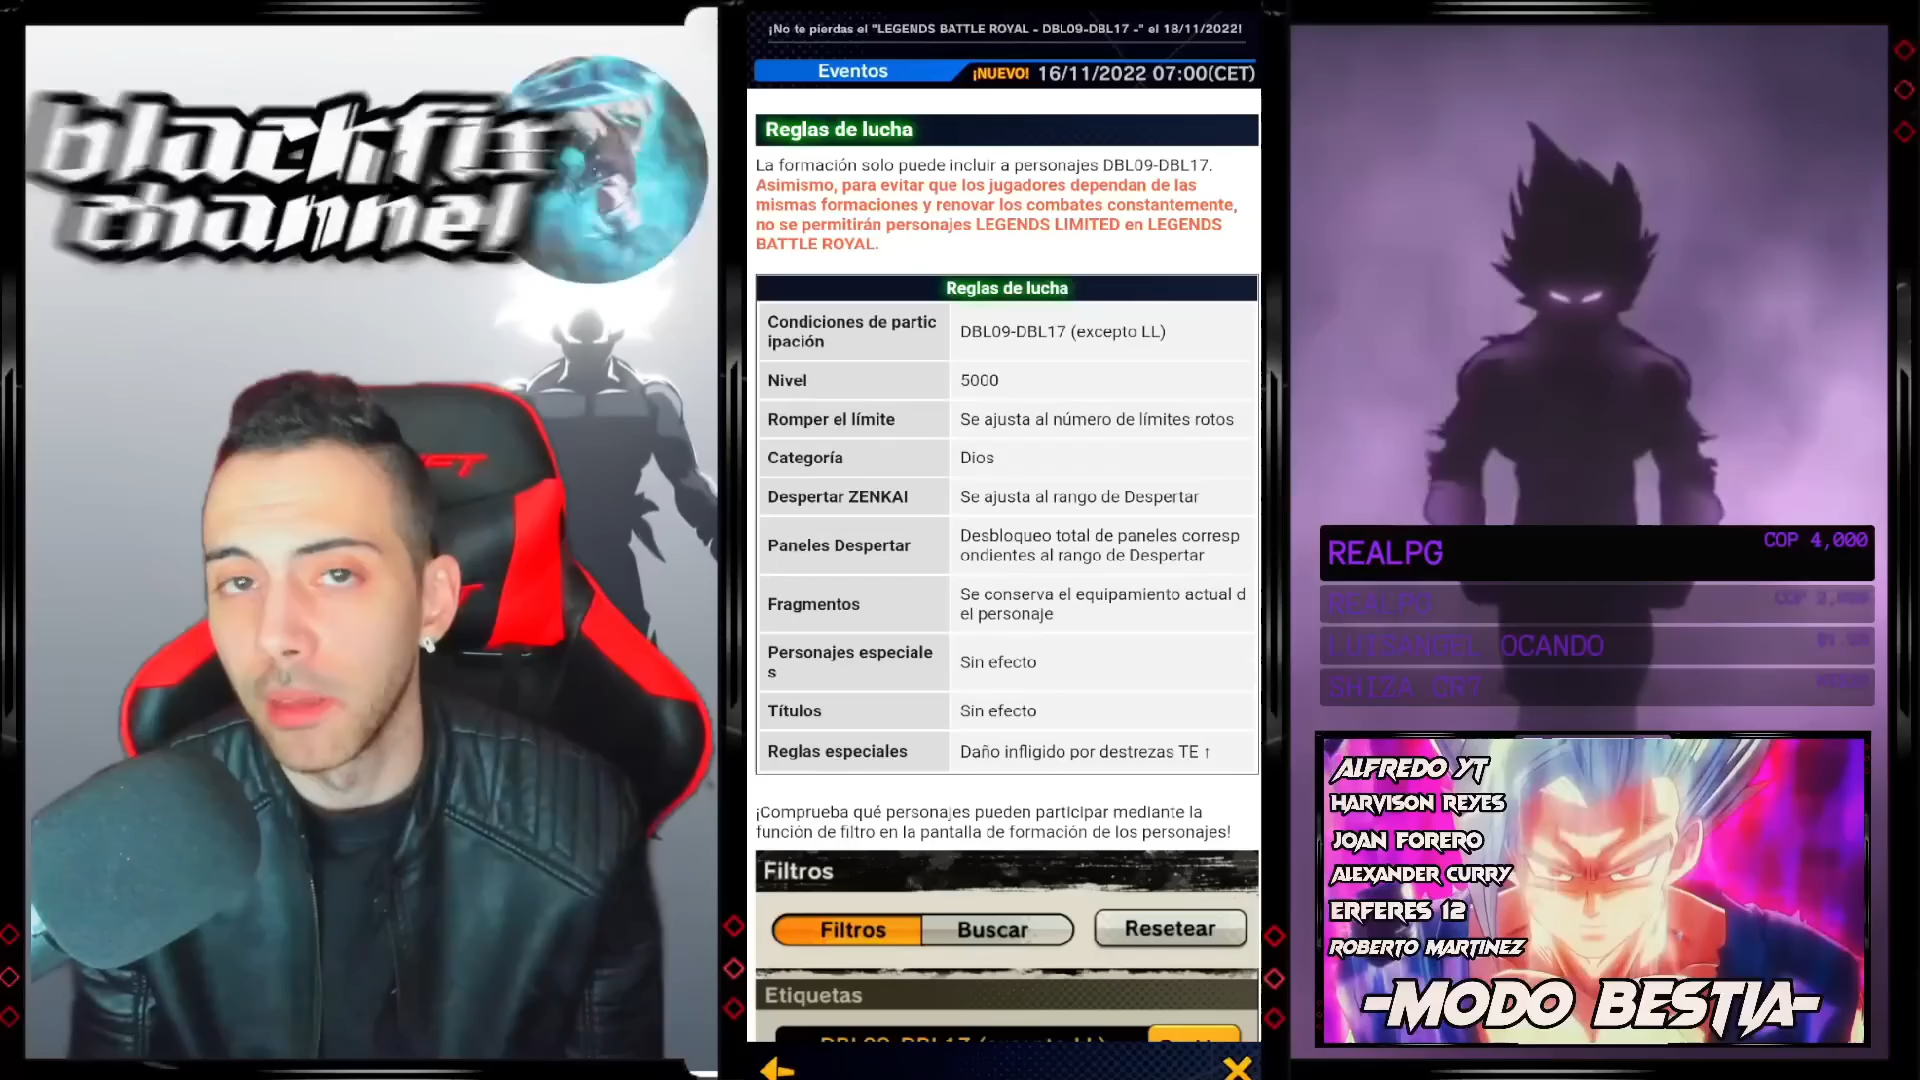 blackfix
channel
¡No te pierdas el "LEGENDS BATTLE ROYAL - DBL09-DBL17 -" el 18/11/2022!
Eventos
¡NUEVO! 16/11/2022 07:00(CET)
Reglas de lucha
La formación solo puede incluir a personajes DBL09-DBL17.
Asimismo, para evitar que los jugadores dependan de las
mismas formaciones y renovar los combates constantemente,
no se permitirán personajes LEGENDS LIMITED en LEGENDS
BATTLE ROYAL.
Reglas de lucha
Condiciones de partic
ipación
DBL09-DBL17 (excepto LL)
Nivel
5000
Romper el límite
Se ajusta al número de límites rotos
Categoría
Dios
Despertar ZENKAI
Se ajusta al rango de Despertar
Paneles Despertar
Desbloqueo total de paneles corresp
ondientes al rango de Despertar
Fragmentos
Se conserva el equipamiento actual d
el personaje
Personajes especiale
s
Sin efecto
Títulos
Sin efecto
Reglas especiales
Daño infligido por destrezas TE ↑
¡Comprueba qué personajes pueden participar mediante la
función de filtro en la pantalla de formación de los personajes!
Filtros
Filtros
Buscar
Resetear
Etiquetas
DBL09-DBL17 (excepto LL)
REALPG
COP 4,000
REALPG
LUISANGEL OCANDO
SHIZA CR7
ALFREDO YT
HARVISON REYES
JOAN FORERO
ALEXANDER CURRY
ERFERES 12
ROBERTO MARTINEZ
-MODO BESTIA-